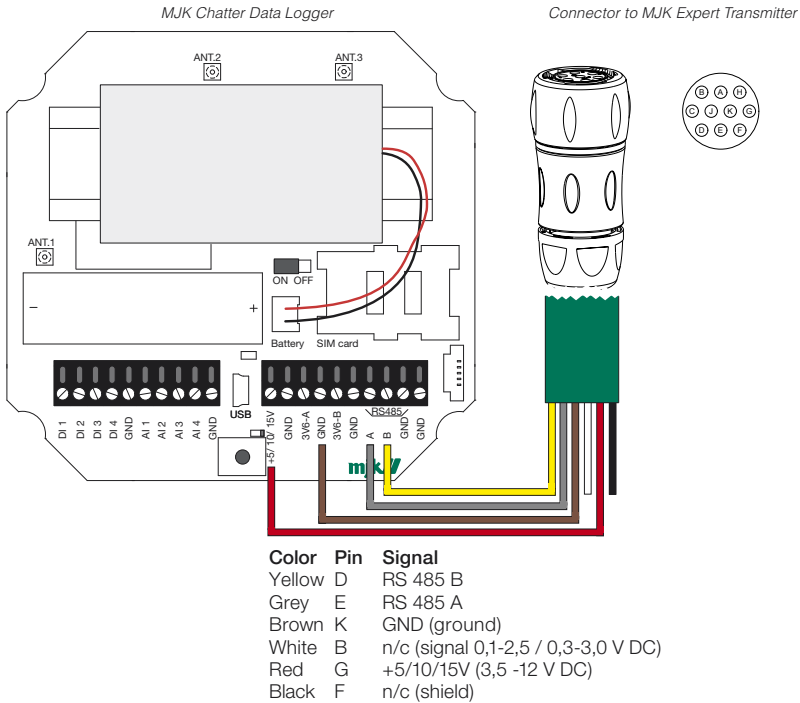 MJK Chatter Data Logger
Connector to MJK Expert Transmitter
ANT.2
ANT.3
B A H
C J K G
D E F
ANT.1
ON OFF
−
+
Battery
SIM card
DI 1
DI 2
DI 3
DI 4
GND
AI 1
AI 2
AI 3
AI 4
GND
USB
+5/ 10/ 15V
GND
3V6-A
GND
3V6-B
GND
RS485
A
B
GND
GND
mjk
Color Pin Signal
Yellow D RS 485 B
Grey E RS 485 A
Brown K GND (ground)
White B n/c (signal 0,1-2,5 / 0,3-3,0 V DC)
Red G +5/10/15V (3,5 -12 V DC)
Black F n/c (shield)